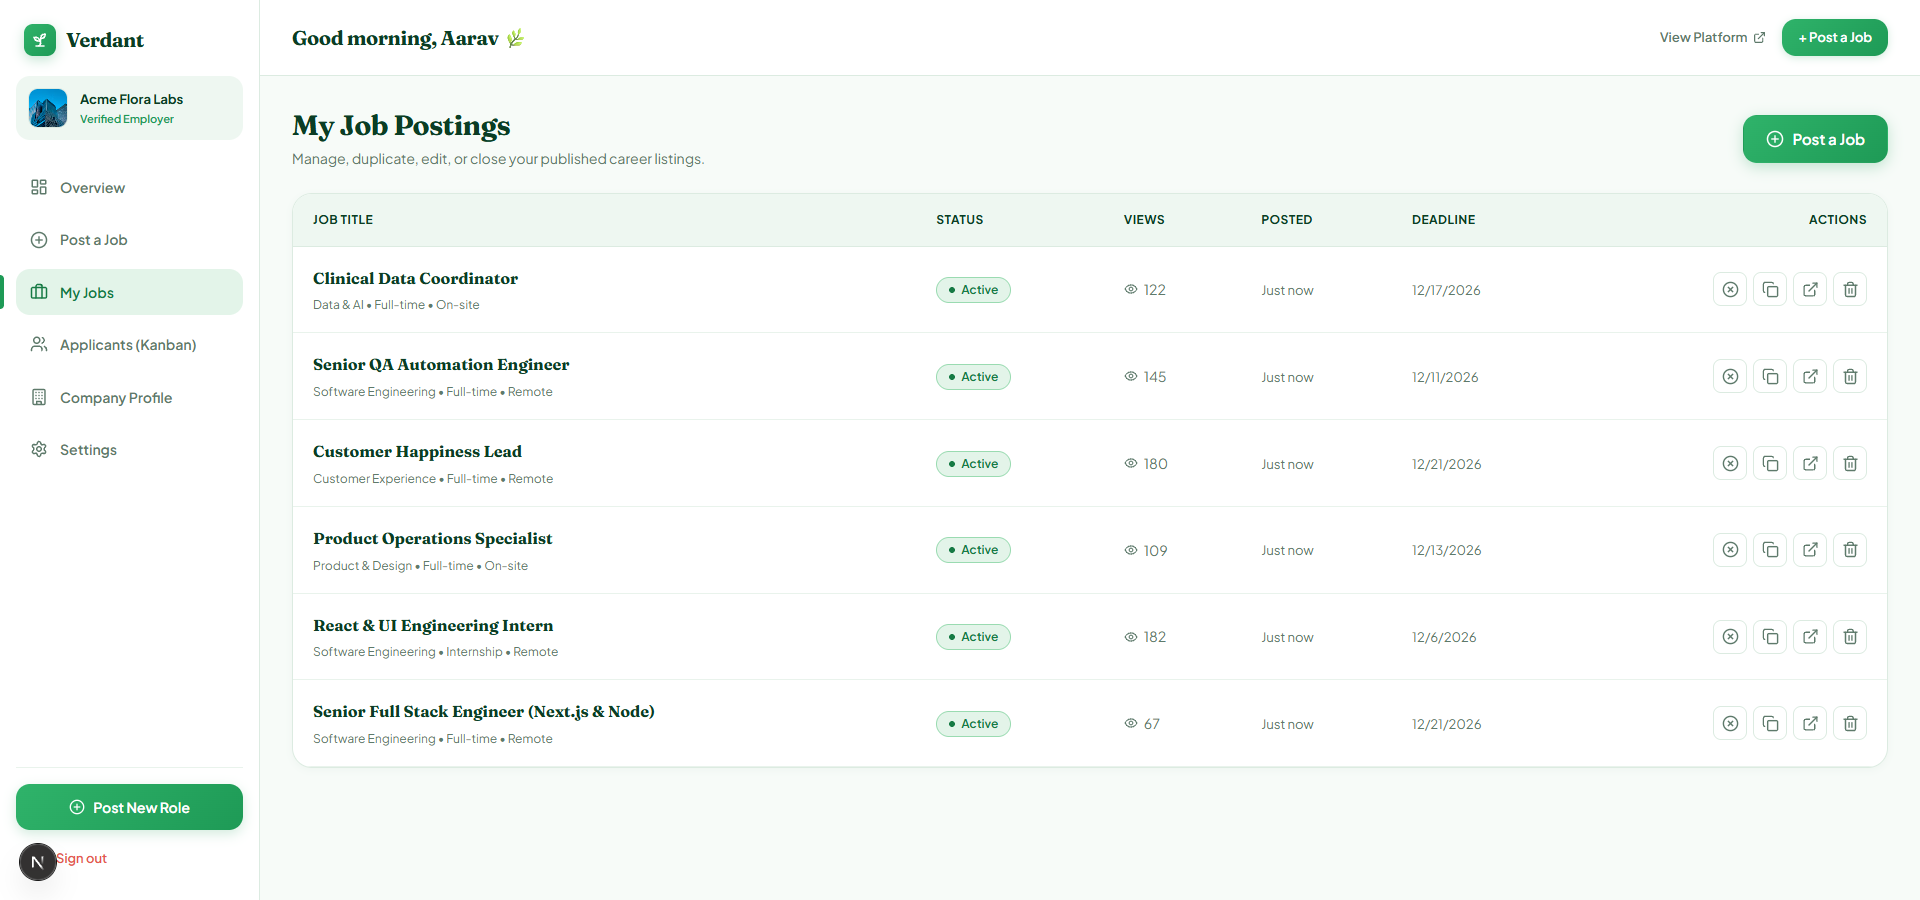 Verdant
Acme Flora Labs
Verified Employer
Overview
Post a Job
My Jobs
Applicants (Kanban)
Company Profile
Settings
Post New Role
N
Sign out
Good morning, Aarav
View Platform
+ Post a Job
My Job Postings
Manage, duplicate, edit, or close your published career listings.
Post a Job
JOB TITLE STATUS VIEWS POSTED DEADLINE ACTIONS
Clinical Data Coordinator
Data & AI • Full-time • On-site
Active 122 Just now 12/17/2026
Senior QA Automation Engineer
Software Engineering • Full-time • Remote
Active 145 Just now 12/11/2026
Customer Happiness Lead
Customer Experience • Full-time • Remote
Active 180 Just now 12/21/2026
Product Operations Specialist
Product & Design • Full-time • On-site
Active 109 Just now 12/13/2026
React & UI Engineering Intern
Software Engineering • Internship • Remote
Active 182 Just now 12/6/2026
Senior Full Stack Engineer (Next.js & Node)
Software Engineering • Full-time • Remote
Active 67 Just now 12/21/2026